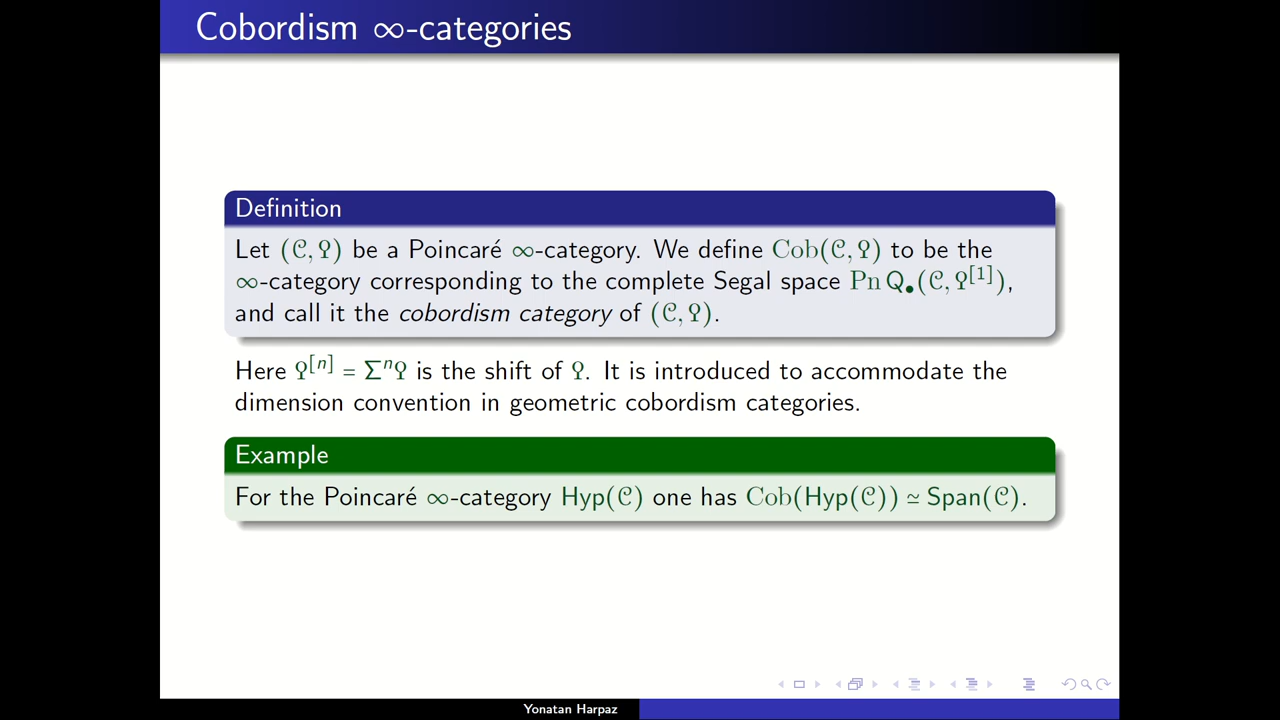 Cobordism ∞-categories
Definition
Let (𝒞, Ϙ) be a Poincaré ∞-category. We define Cob(𝒞, Ϙ) to be the
∞-category corresponding to the complete Segal space Pn Q•(𝒞, Ϙ^[1]),
and call it the cobordism category of (𝒞, Ϙ).
Here Ϙ^[n] = Σ^nϘ is the shift of Ϙ. It is introduced to accommodate the
dimension convention in geometric cobordism categories.
Example
For the Poincaré ∞-category Hyp(𝒞) one has Cob(Hyp(𝒞)) ≃ Span(𝒞).
Yonatan Harpaz